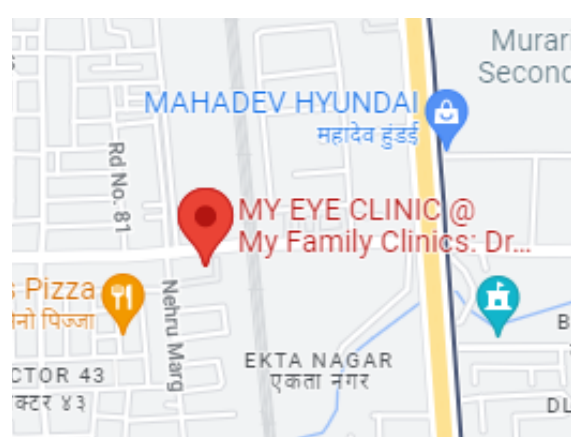 Murar
Second
MAHADEV HYUNDAI
महादेव हुंडई
Rd No. 81
MY EYE CLINIC @
My Family Clinics: Dr...
s Pizza
नो पिज्जा
Nehru Marg
EKTA NAGAR
एकता नगर
CTOR 43
क्टर ४३
B
DL